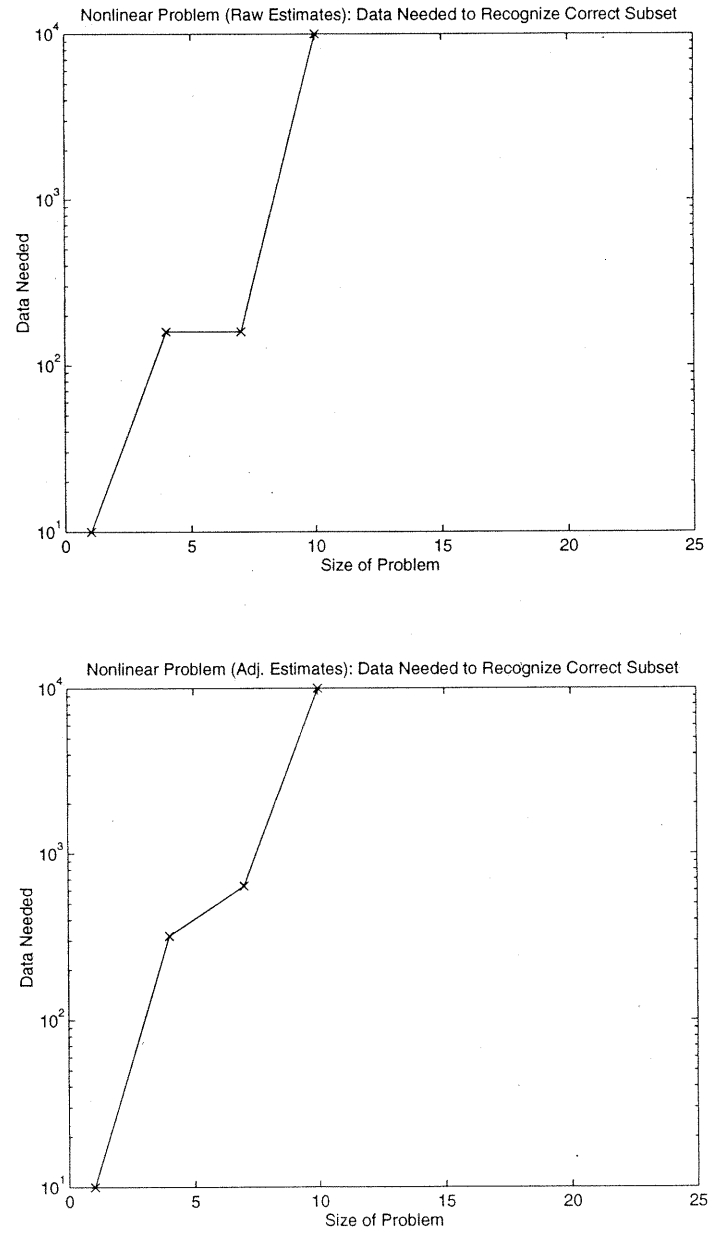 Nonlinear Problem (Raw Estimates): Data Needed to Recognize Correct Subset
10^4
10^3
10^2
10^1
Data Needed
0 5 10 15 20 25
Size of Problem
Nonlinear Problem (Adj. Estimates): Data Needed to Recognize Correct Subset
10^4
10^3
10^2
10^1
Data Needed
0 5 10 15 20 25
Size of Problem